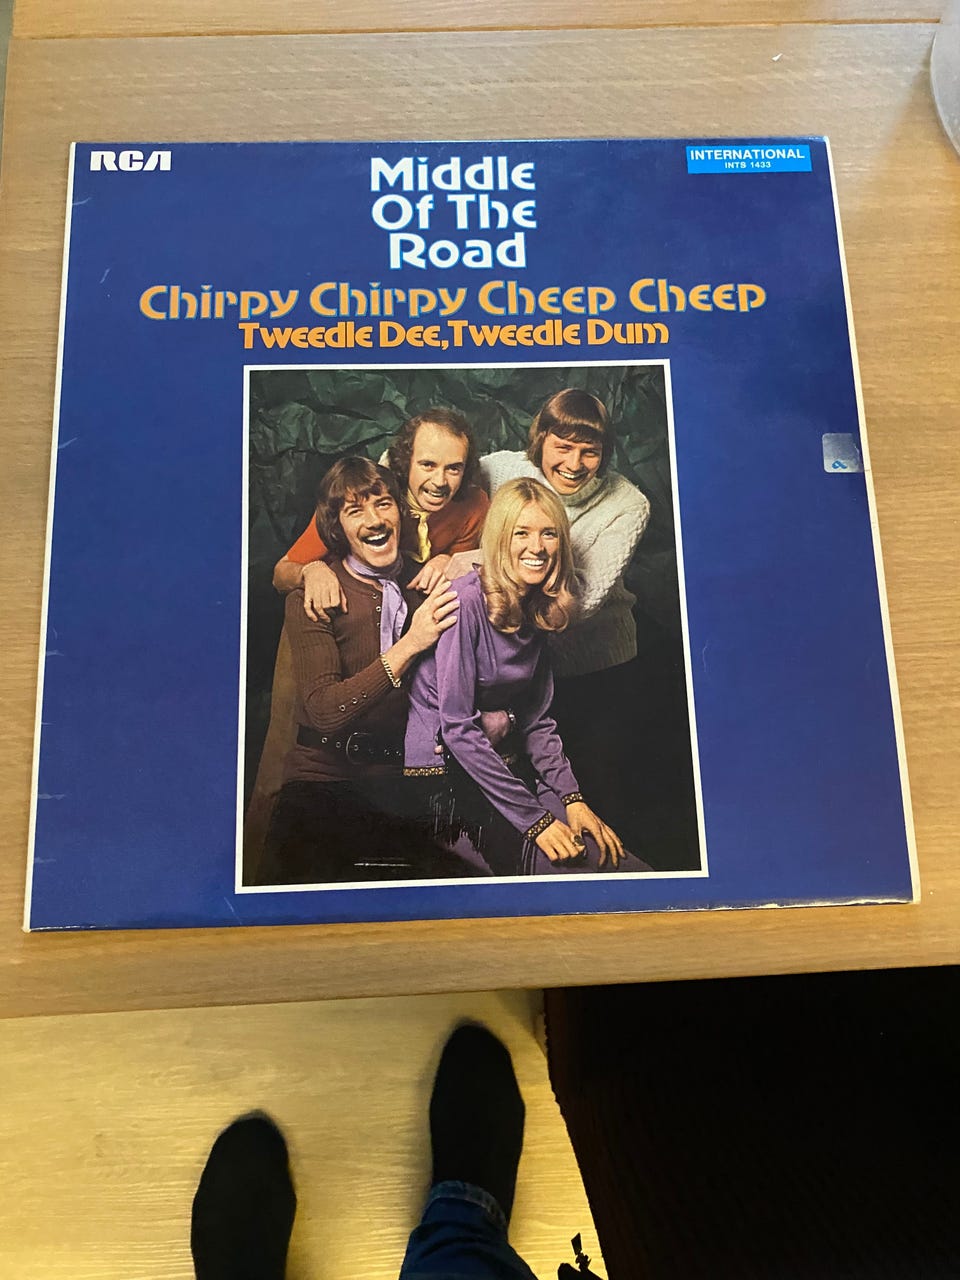 RCA
INTERNATIONAL
INTS 1433
Middle
Of The
Road
Chirpy Chirpy Cheep Cheep
Tweedle Dee, Tweedle Dum